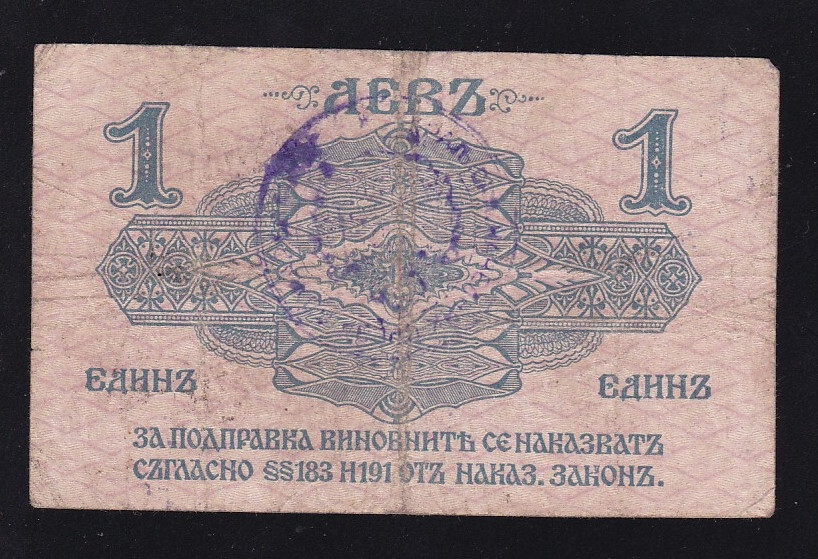 ЛЕВЪ
1 1
ЕДИНЪ ЕДИНЪ
ЗА ПОДПРАВКА ВИНОВНИТѢ СЕ НАКАЗВАТЪ
СЪГЛАСНО §§183 И 191 ОТЪ НАКАЗ. ЗАКОНЪ.